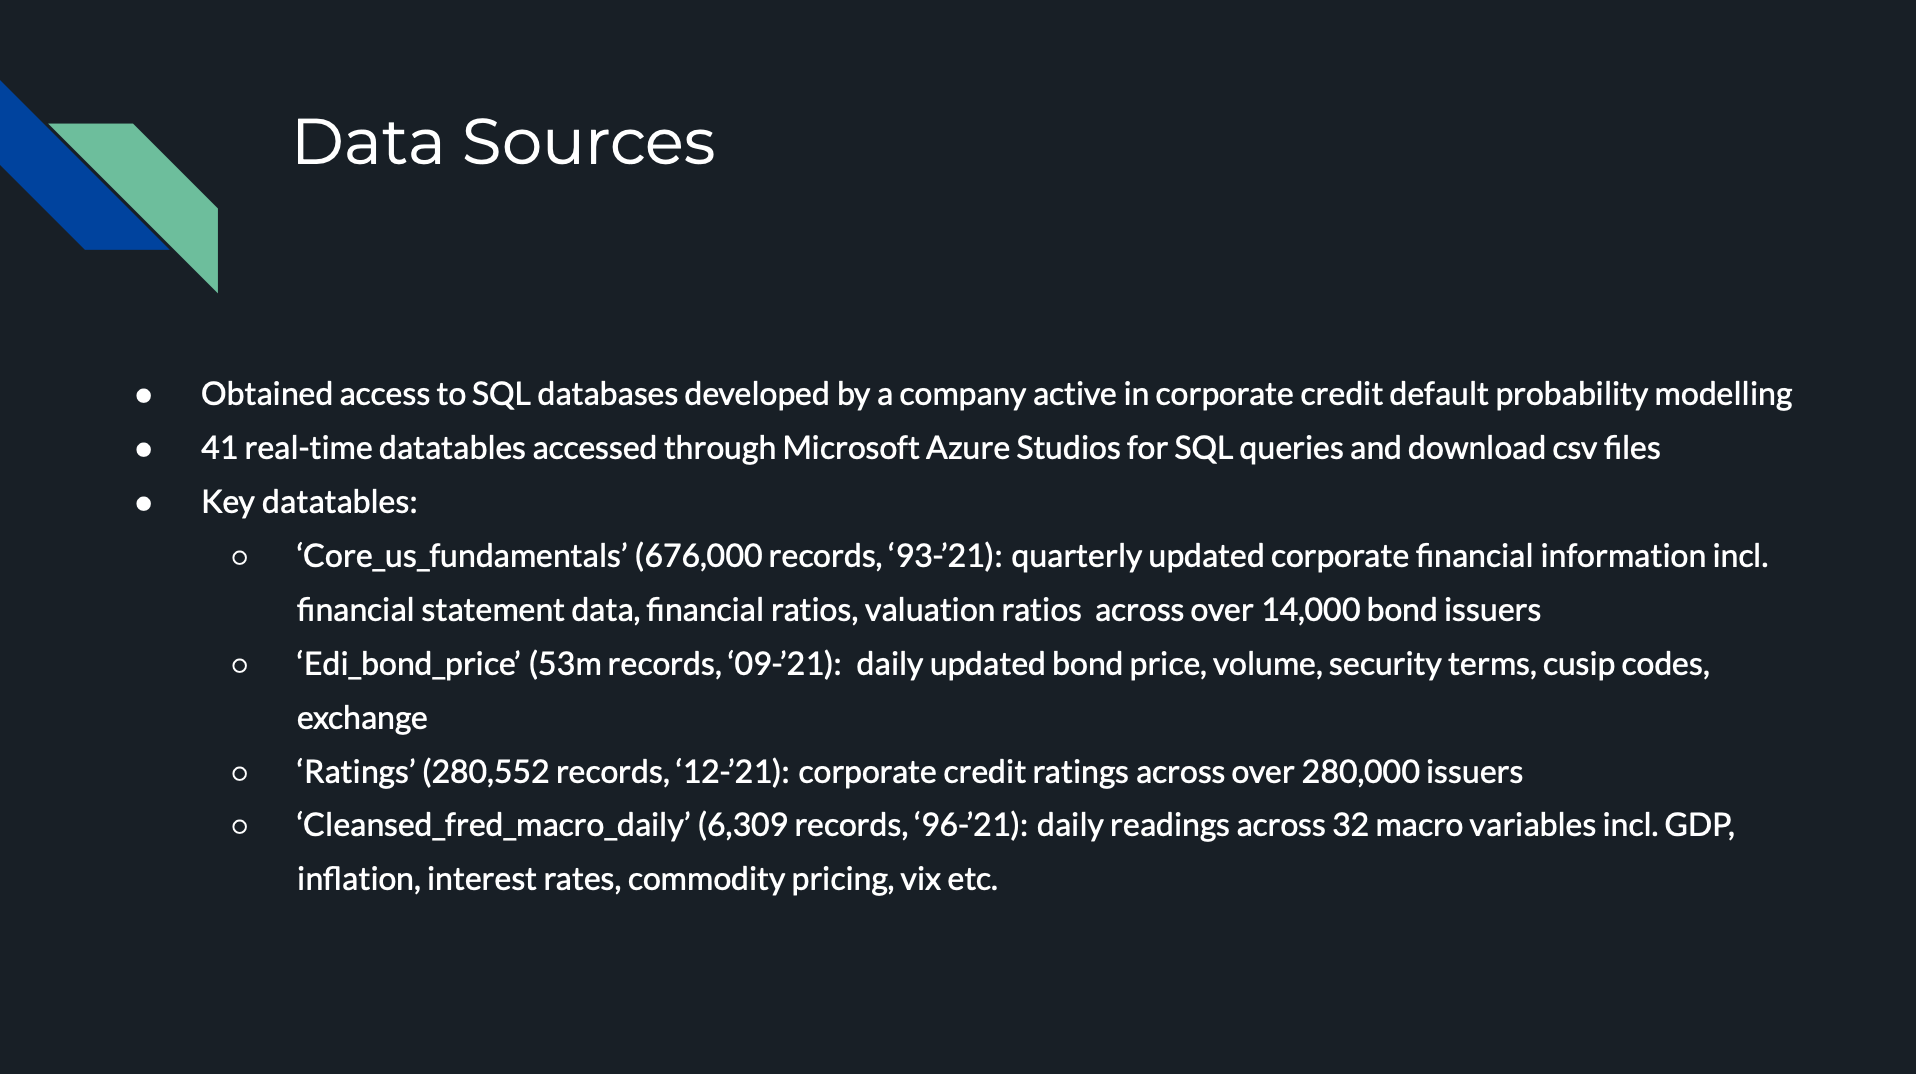 Data Sources
● Obtained access to SQL databases developed by a company active in corporate credit default probability modelling
● 41 real-time datatables accessed through Microsoft Azure Studios for SQL queries and download csv files
● Key datatables:
○ ‘Core_us_fundamentals’ (676,000 records, ‘93-’21): quarterly updated corporate financial information incl.
financial statement data, financial ratios, valuation ratios  across over 14,000 bond issuers
○ ‘Edi_bond_price’ (53m records, ‘09-’21):  daily updated bond price, volume, security terms, cusip codes,
exchange
○ ‘Ratings’ (280,552 records, ‘12-’21): corporate credit ratings across over 280,000 issuers
○ ‘Cleansed_fred_macro_daily’ (6,309 records, ‘96-’21): daily readings across 32 macro variables incl. GDP,
inflation, interest rates, commodity pricing, vix etc.